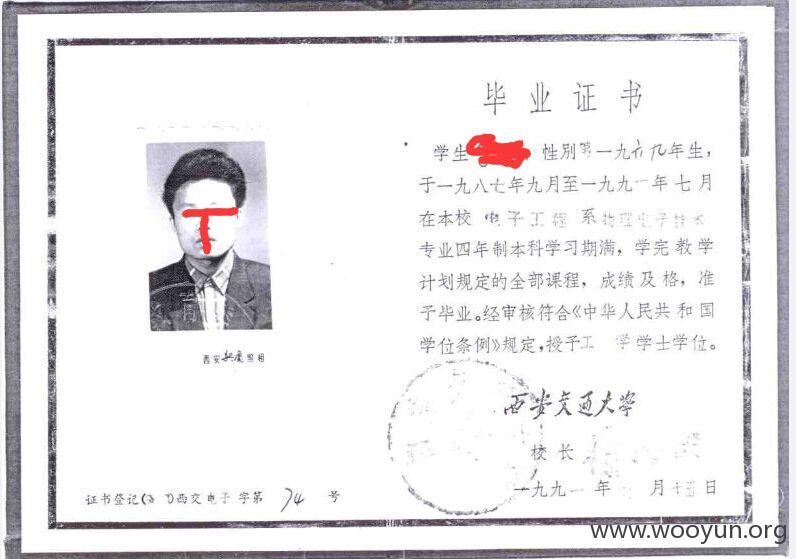 毕业证书
学生 性别男一九六九年生,
于一九八七年九月至一九九一年七月
在本校 电子工程 系 物理电子技术
专业四年制本科学习期满, 学完教学
计划规定的全部课程, 成绩及格, 准
予毕业。经审核符合《中华人民共和国
学位条例》规定, 授予工 学学士学位。
西安交通大学
校长
一九九一年 月十五日
西安 照相
证书登记( )西交电子字第 74 号
www.wooyun.org